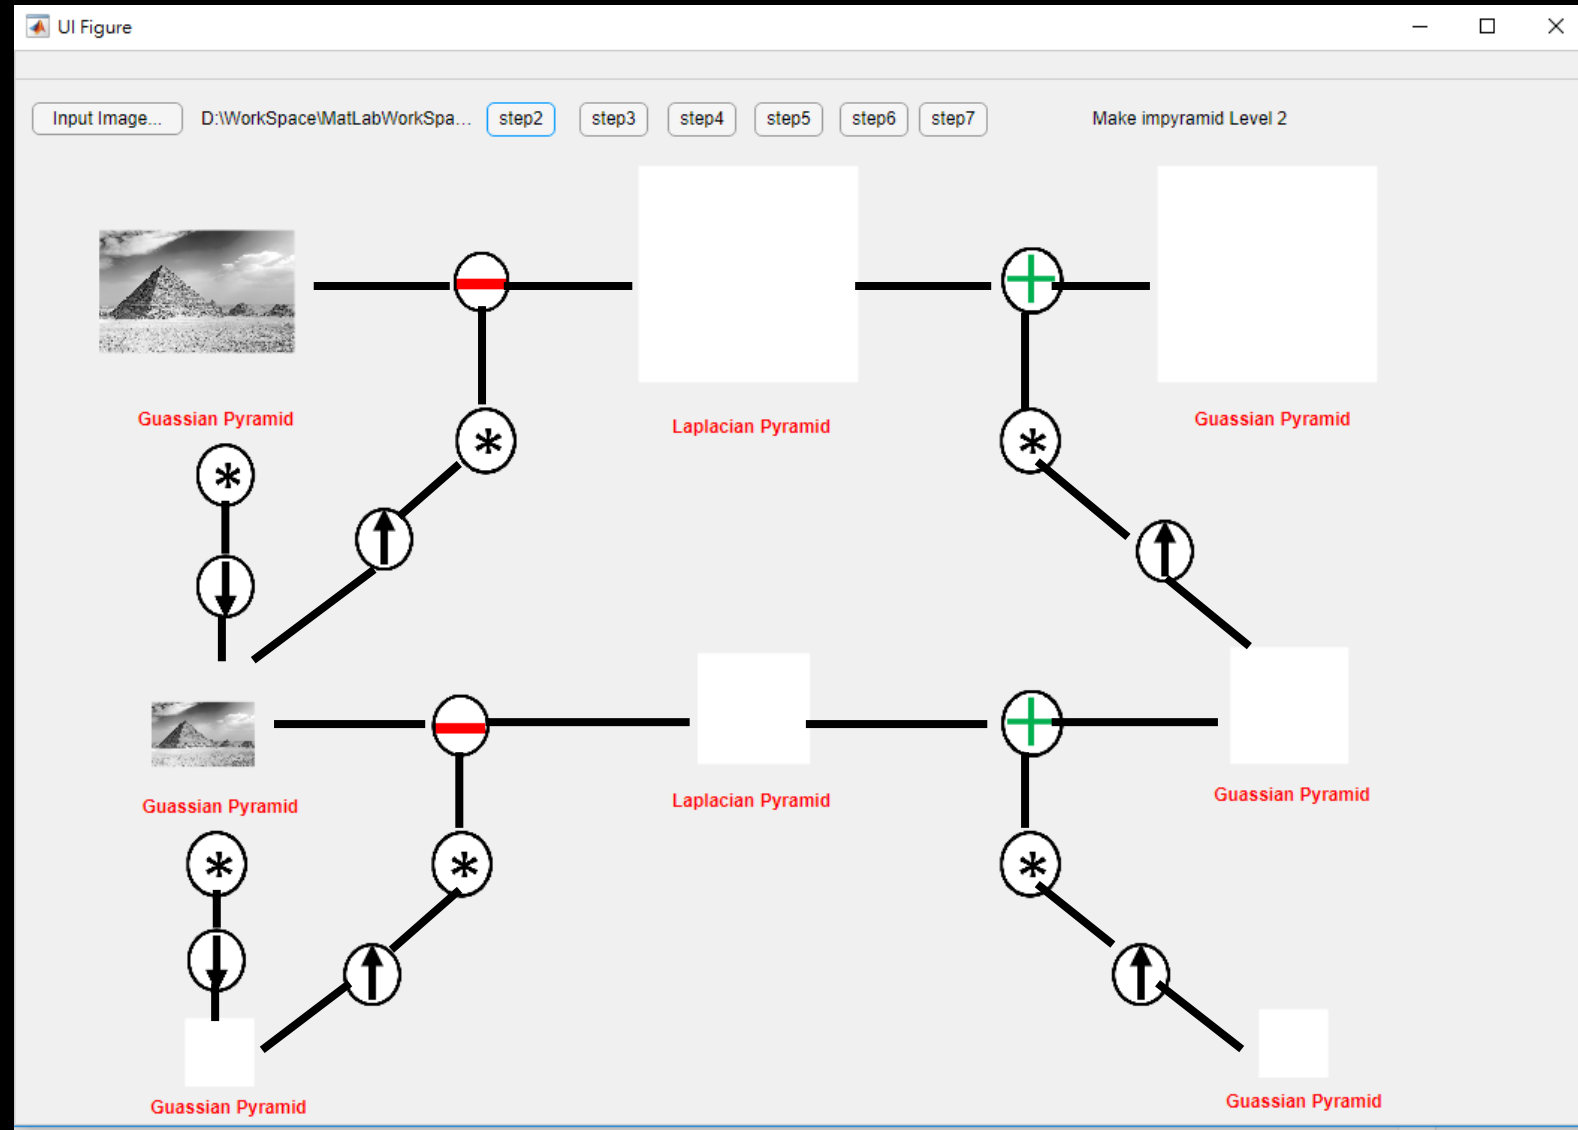 UI Figure
Input Image... D:\WorkSpace\MatLabWorkSpa... step2 step3 step4 step5 step6 step7 Make impyramid Level 2
Guassian Pyramid Laplacian Pyramid Guassian Pyramid
Guassian Pyramid Laplacian Pyramid Guassian Pyramid
Guassian Pyramid Guassian Pyramid